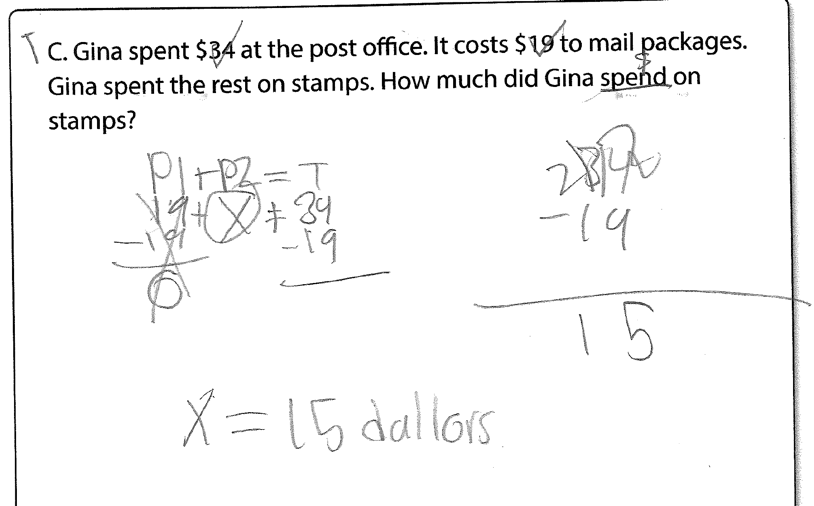 T C. Gina spent $34 at the post office. It costs $19 to mail packages.
Gina spent the rest on stamps. How much did Gina spend on
stamps?
$
P1+P2=T
19+X=34
-19 -19
0
2 14
34
-19
15
X=15 dallors